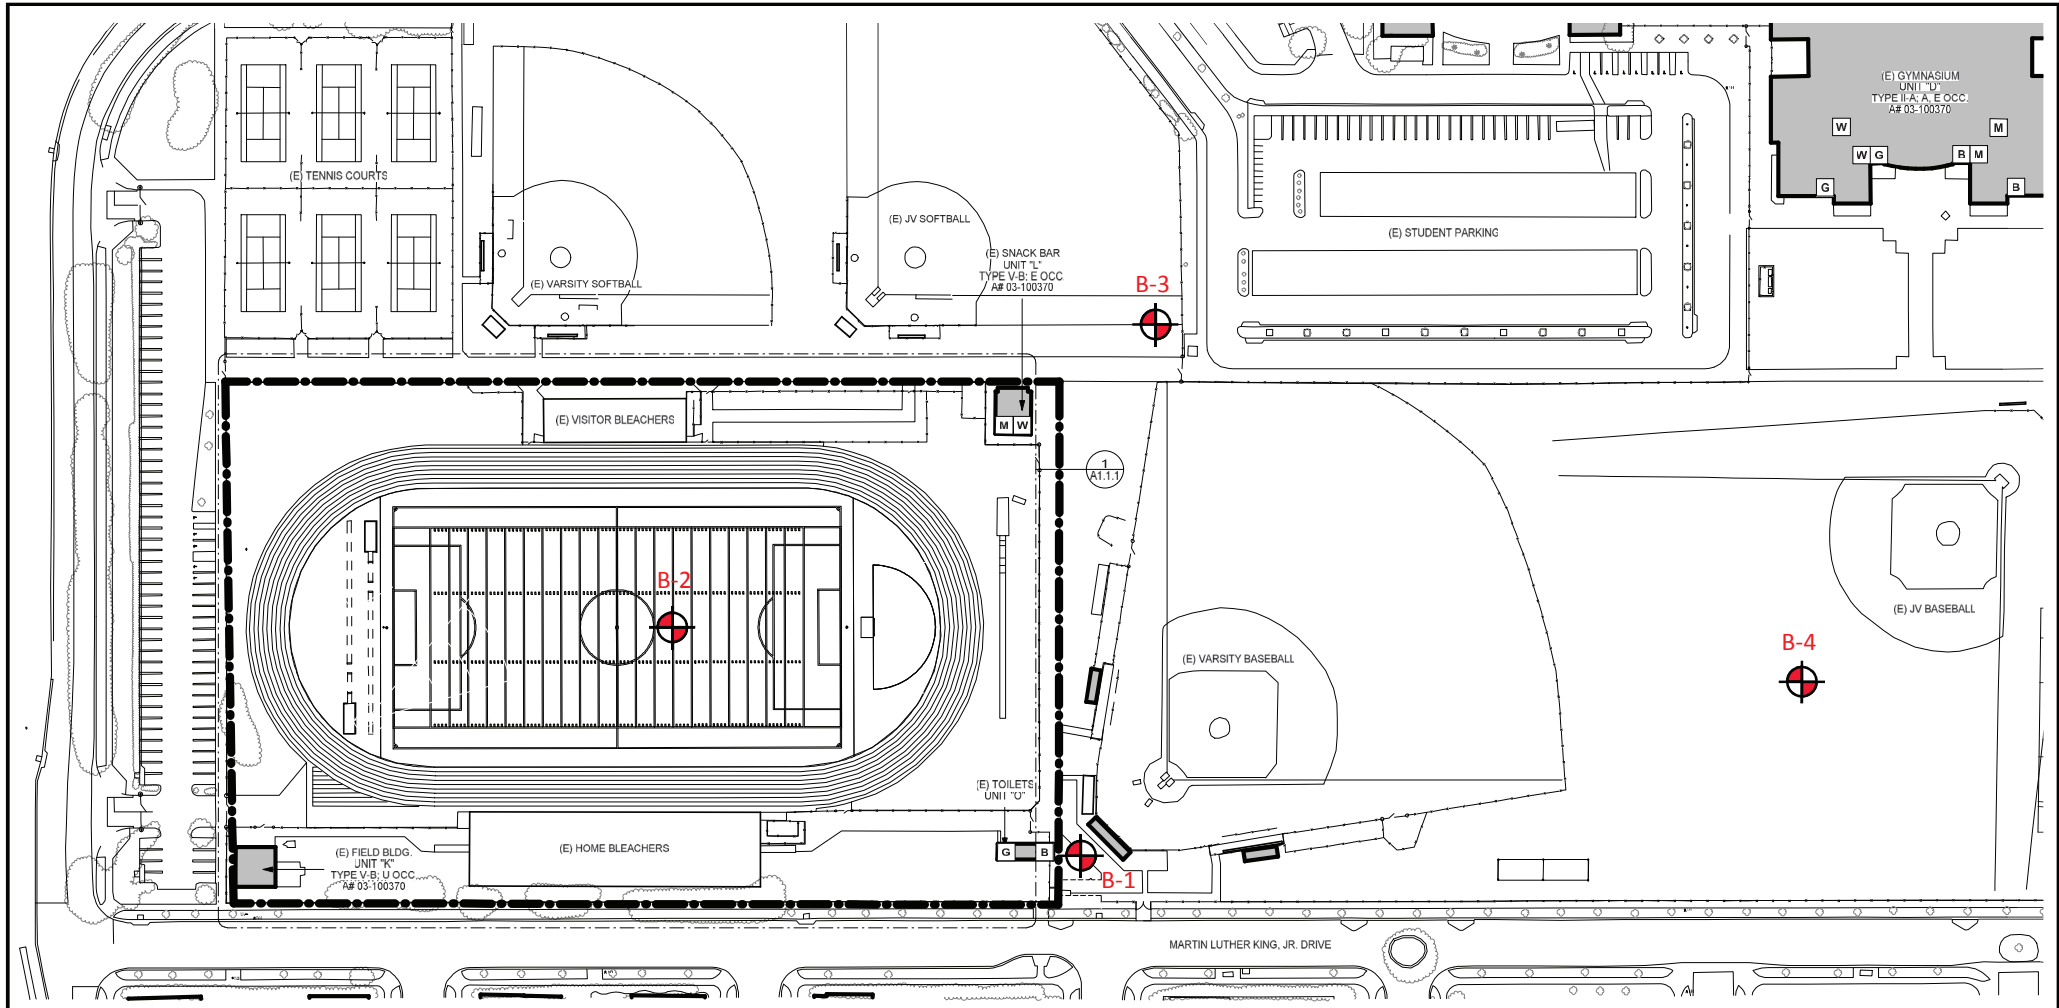 (E) GYMNASIUM
UNIT "D"
TYPE II-A; A, E OCC.
A# 03-100370
W
M
W G
B M
G
B
(E) TENNIS COURTS
(E) JV SOFTBALL
(E) STUDENT PARKING
(E) SNACK BAR
UNIT "L"
TYPE V-B; E OCC
A# 03-100370
(E) VARSITY SOFTBALL
B-3
(E) VISITOR BLEACHERS
M W
1
A1.1.1
B-2
(E) JV BASEBALL
B-4
(E) VARSITY BASEBALL
(E) TOILETS
UNIT "O"
(E) HOME BLEACHERS
(E) FIELD BLDG.
UNIT "K"
TYPE V-B; U OCC
A# 03-100370
G B
B-1
MARTIN LUTHER KING, JR. DRIVE